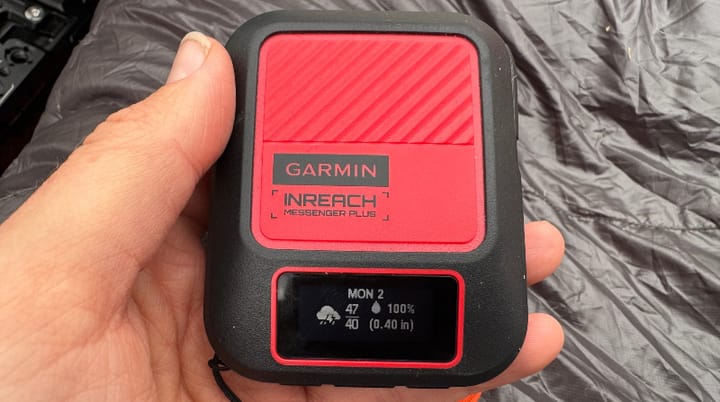 GARMIN
INREACH
MESSENGER PLUS
MON 2
47 100%
40 (0.40 in)